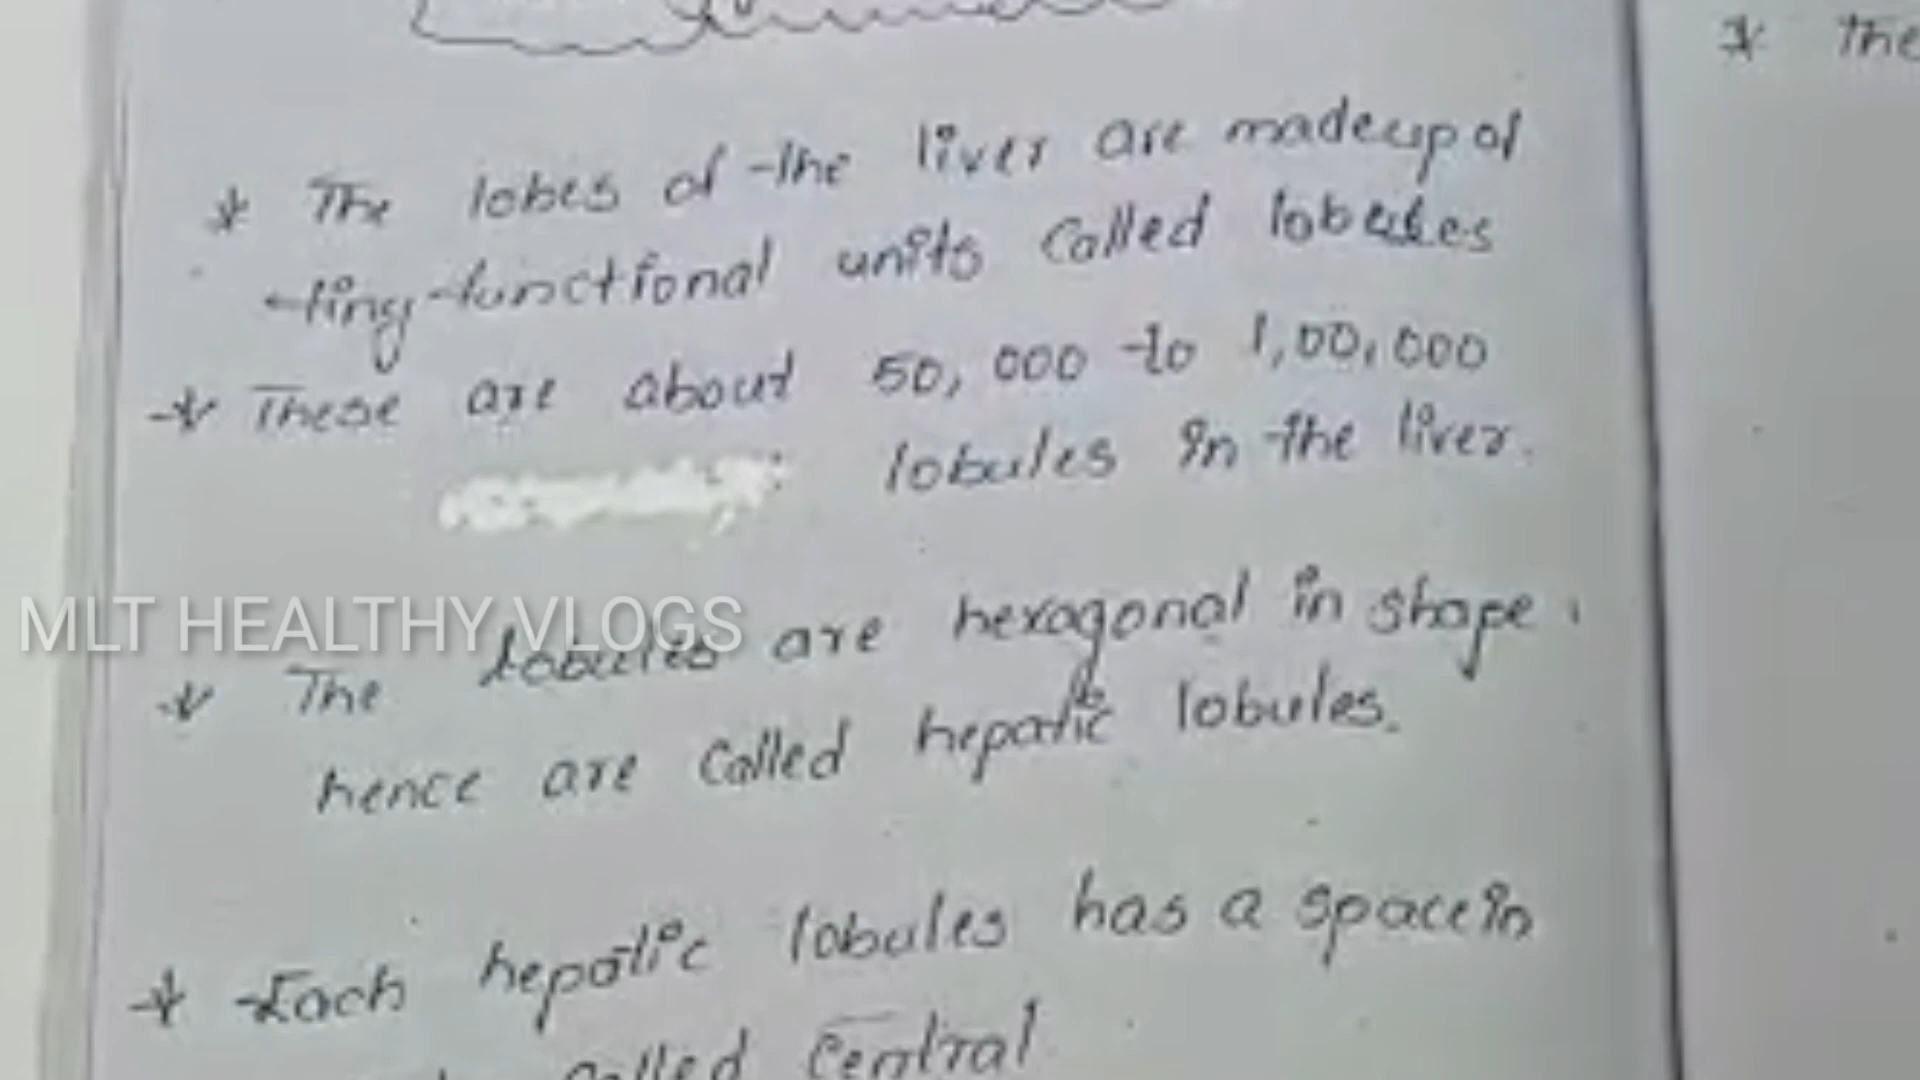 * The lobes of the liver are madeup of
tiny functional units called lobules
* These are about 50,000 to 1,00,000
lobules in the liver.
MLT HEALTHY VLOGS
* The lobules are hexagonal in shape.
hence are called hepatic lobules.
* Each hepatic lobules has a space in
called Central
* The